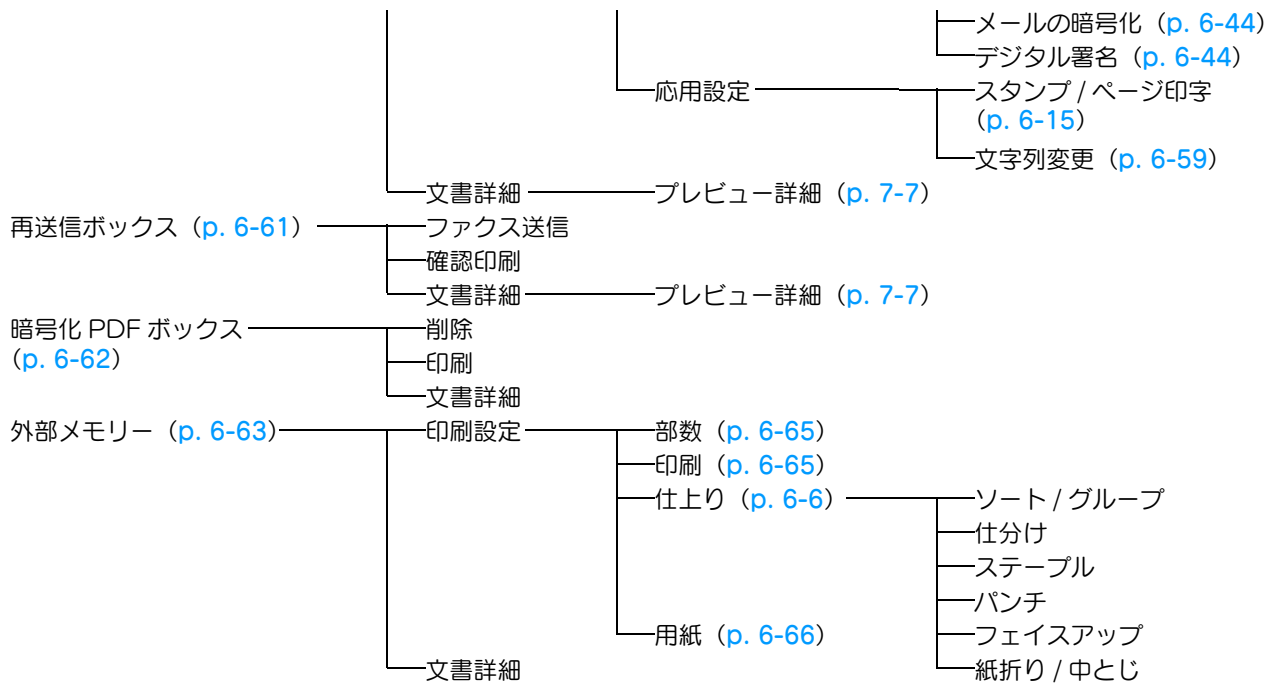 メールの暗号化（p. 6-44）
デジタル署名（p. 6-44）
応用設定 スタンプ / ページ印字
（p. 6-15）
文字列変更（p. 6-59）
文書詳細 プレビュー詳細（p. 7-7）
再送信ボックス（p. 6-61） ファクス送信
確認印刷
文書詳細 プレビュー詳細（p. 7-7）
暗号化 PDF ボックス 削除
（p. 6-62） 印刷
文書詳細
外部メモリー（p. 6-63） 印刷設定 部数（p. 6-65）
印刷（p. 6-65）
仕上り（p. 6-6） ソート / グループ
仕分け
ステープル
パンチ
用紙（p. 6-66） フェイスアップ
文書詳細 紙折り / 中とじ